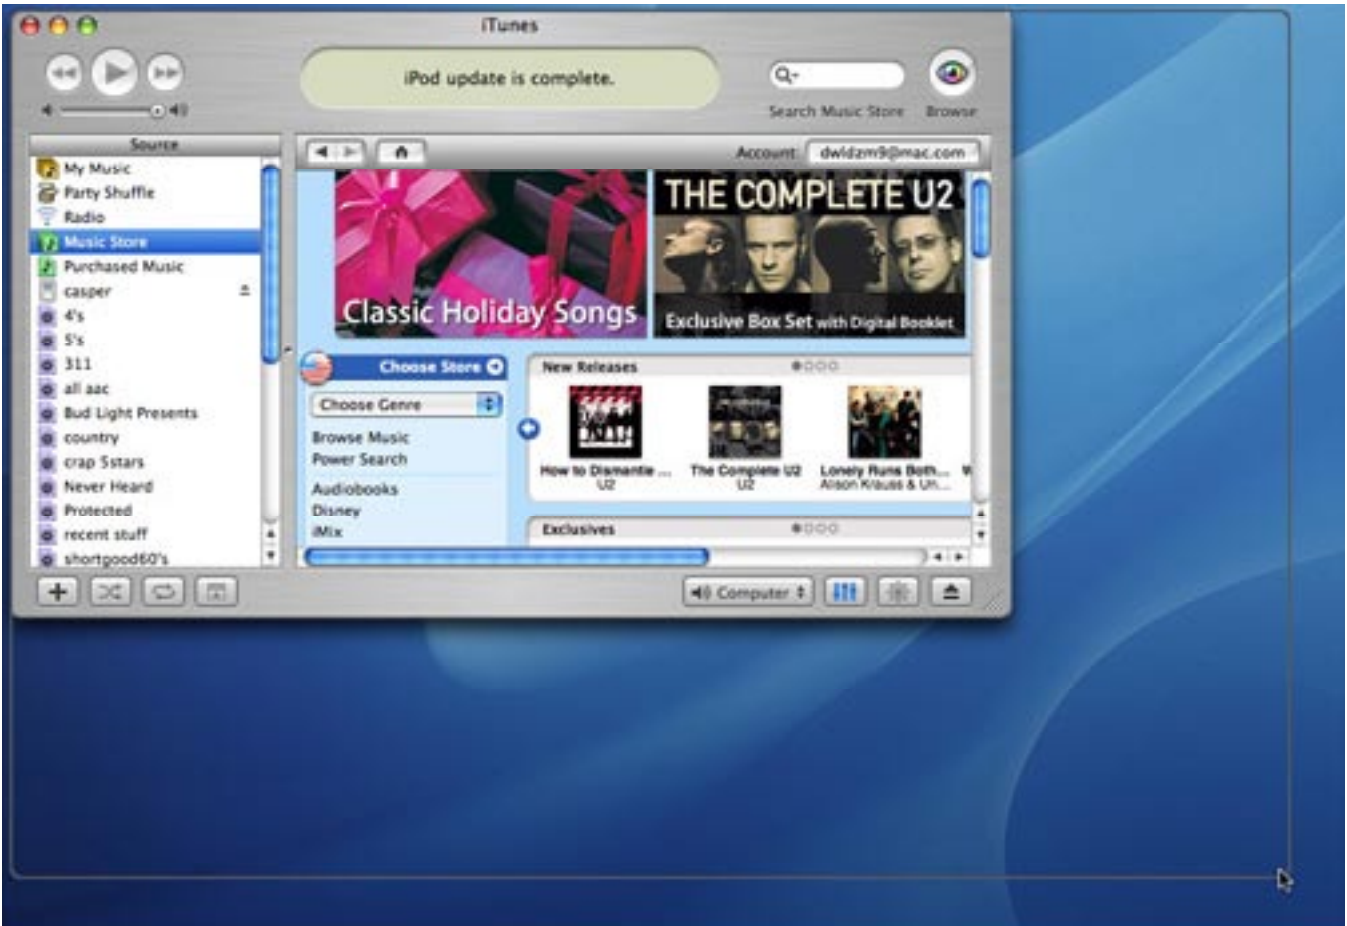 iTunes
iPod update is complete.
Search Music Store
Browse
Source
My Music
Party Shuffle
Radio
Music Store
Purchased Music
casper
4's
5's
311
all aac
Bud Light Presents
country
crap 5stars
Never Heard
Protected
recent stuff
shortgood60's
Account: dwldzm9@mac.com
Classic Holiday Songs
THE COMPLETE U2
Exclusive Box Set with Digital Booklet
Choose Store
Choose Genre
Browse Music
Power Search
Audiobooks
Disney
iMix
New Releases
How to Dismantle ...
U2
The Complete U2
U2
Lonely Runs Both...
Alison Krauss & Un...
Exclusives
Computer